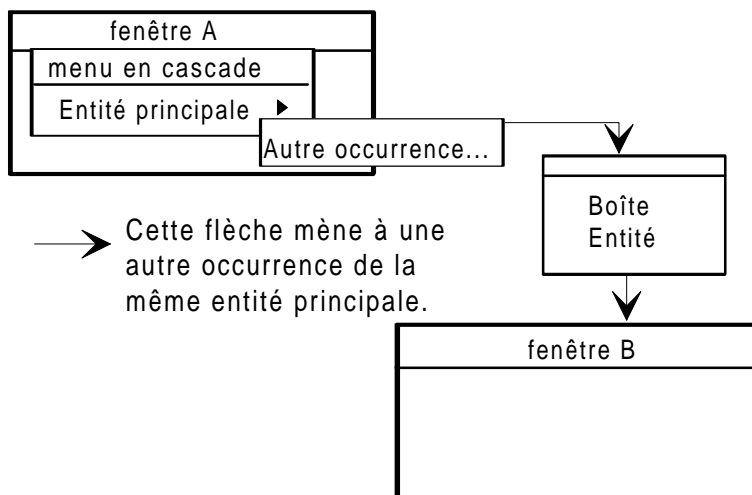 fenêtre A
menu en cascade
Entité principale
Autre occurrence...
Boîte
Entité
Cette flèche mène à une
autre occurrence de la
même entité principale.
fenêtre B